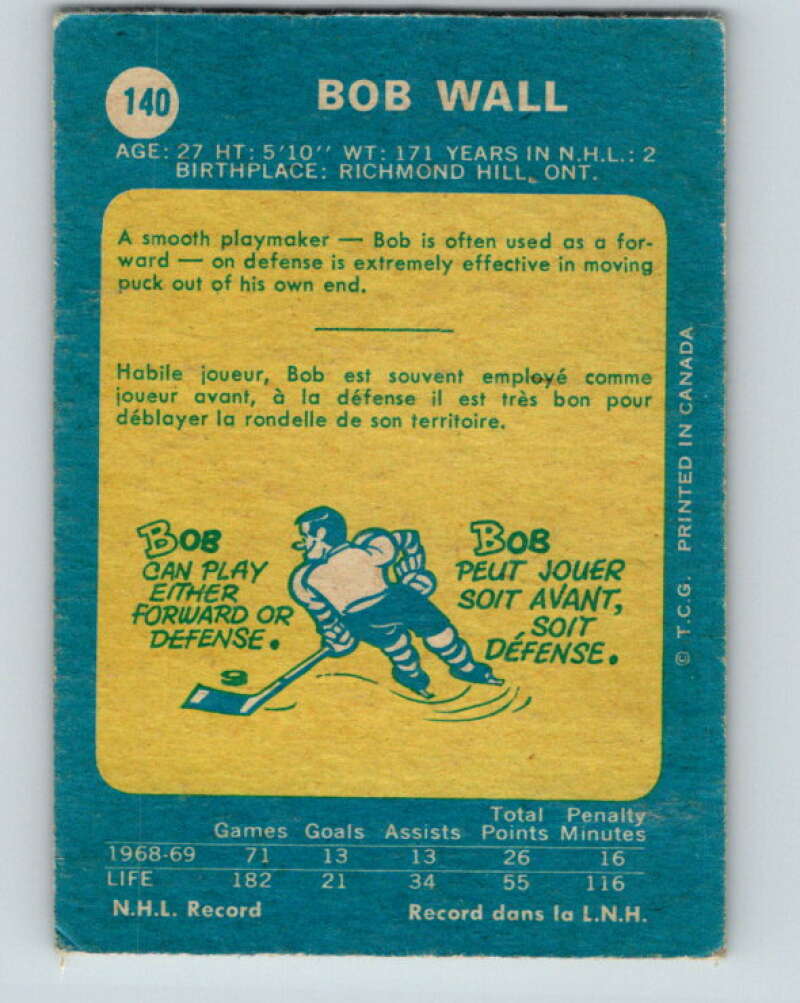 140
BOB WALL
AGE: 27 HT: 5'10'' WT: 171 YEARS IN N.H.L.: 2
BIRTHPLACE: RICHMOND HILL, ONT.
A smooth playmaker — Bob is often used as a for-
ward — on defense is extremely effective in moving
puck out of his own end.
Habile joueur, Bob est souvent employé comme
joueur avant, à la défense il est très bon pour
déblayer la rondelle de son territoire.
BOB
CAN PLAY
EITHER
FORWARD OR
DEFENSE.
BOB
PEUT JOUER
SOIT AVANT,
SOIT
DÉFENSE.
9
© T.C.G. PRINTED IN CANADA
Total Penalty
Games Goals Assists Points Minutes
1968-69 71 13 13 26 16
LIFE 182 21 34 55 116
N.H.L. Record Record dans la L.N.H.